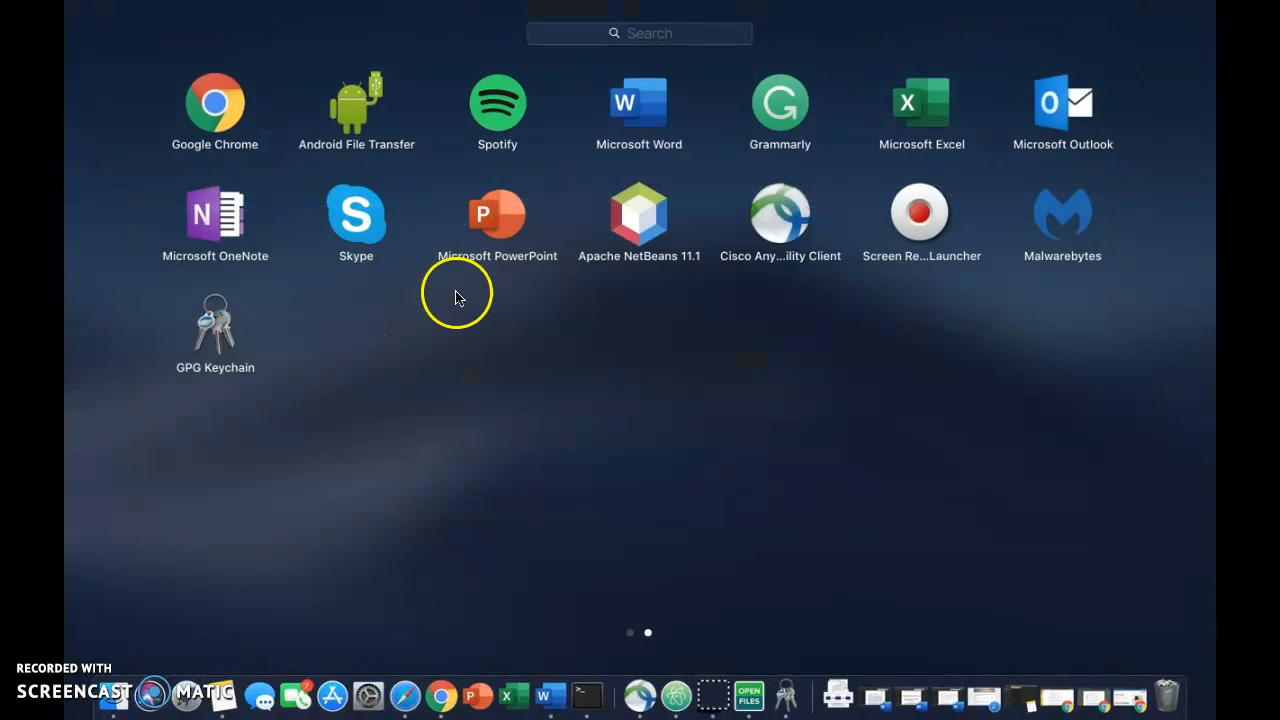 Search
Google Chrome
Android File Transfer
Spotify
W
Microsoft Word
G
Grammarly
X
Microsoft Excel
O
Microsoft Outlook
N
Microsoft OneNote
S
Skype
P
Microsoft PowerPoint
Apache NetBeans 11.1
Cisco Any...ility Client
Screen Re...Launcher
Malwarebytes
GPG Keychain
RECORDED WITH
SCREENCAST MATIC
7
P
X
W
>_
OPEN
FILES